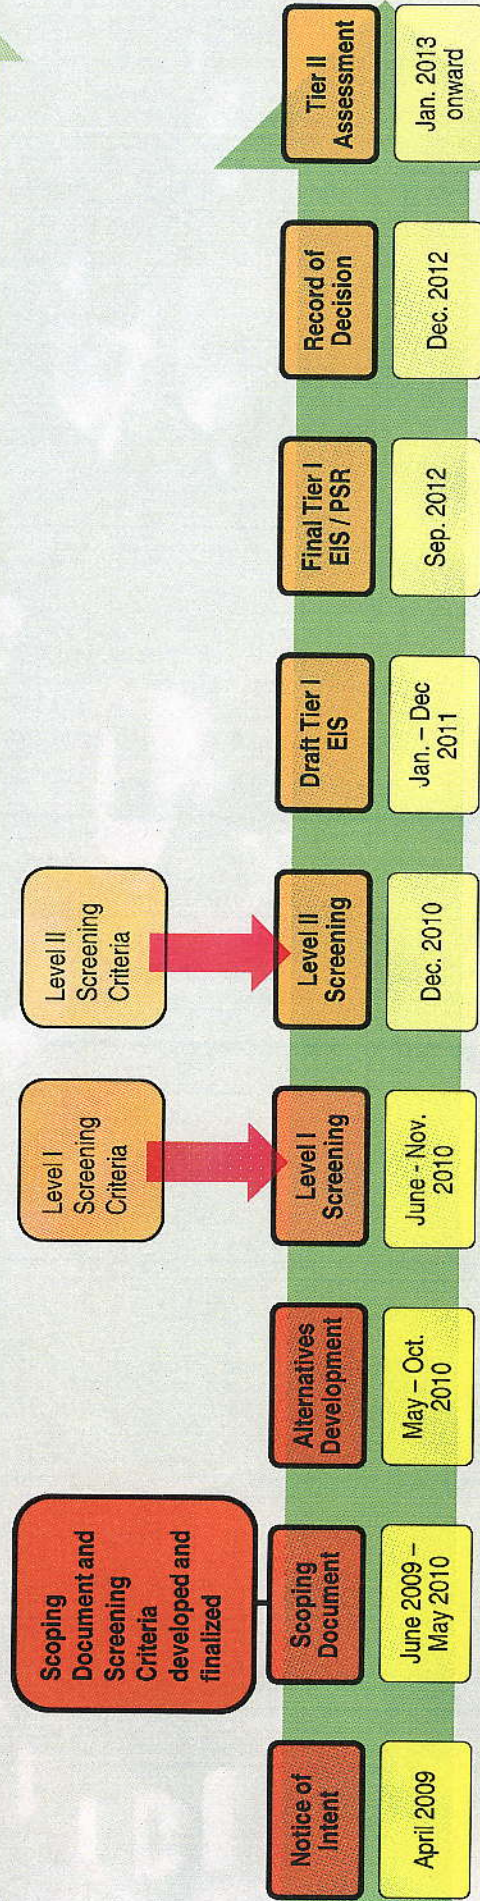 Scoping
Document and
Screening
Criteria
developed and
finalized
Level I
Screening
Criteria
Level II
Screening
Criteria
Notice of
Intent
Scoping
Document
Alternatives
Development
Level I
Screening
Level II
Screening
Draft Tier I
EIS
Final Tier I
EIS / PSR
Record of
Decision
Tier II
Assessment
April 2009
June 2009 –
May 2010
May – Oct.
2010
June - Nov.
2010
Dec. 2010
Jan. – Dec
2011
Sep. 2012
Dec. 2012
Jan. 2013
onward